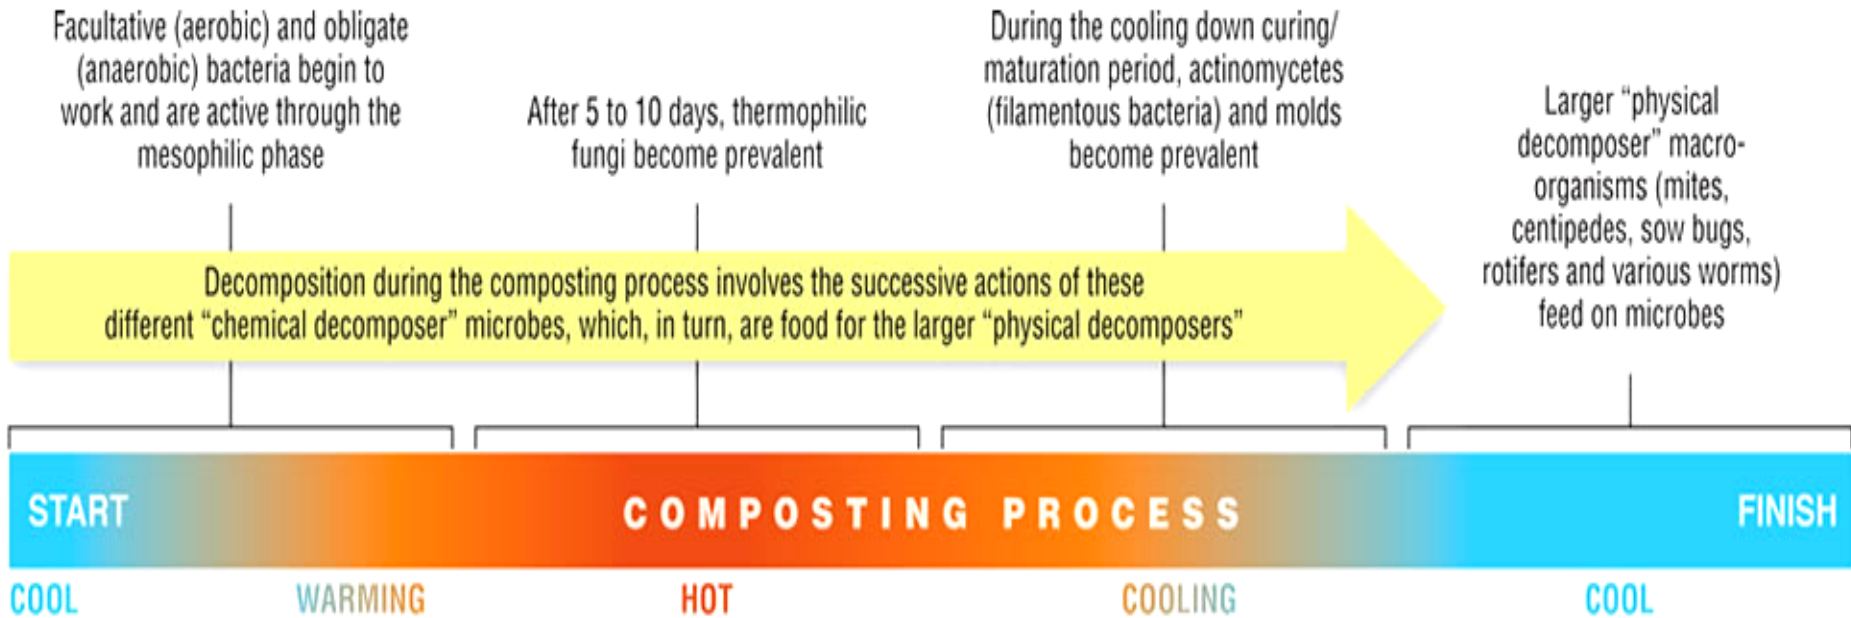 Facultative (aerobic) and obligate
(anaerobic) bacteria begin to
work and are active through the
mesophilic phase
After 5 to 10 days, thermophilic
fungi become prevalent
During the cooling down curing/
maturation period, actinomycetes
(filamentous bacteria) and molds
become prevalent
Larger “physical
decomposer” macro-
organisms (mites,
centipedes, sow bugs,
rotifers and various worms)
feed on microbes
Decomposition during the composting process involves the successive actions of these
different “chemical decomposer” microbes, which, in turn, are food for the larger “physical decomposers”
START
COMPOSTING PROCESS
FINISH
COOL
WARMING
HOT
COOLING
COOL